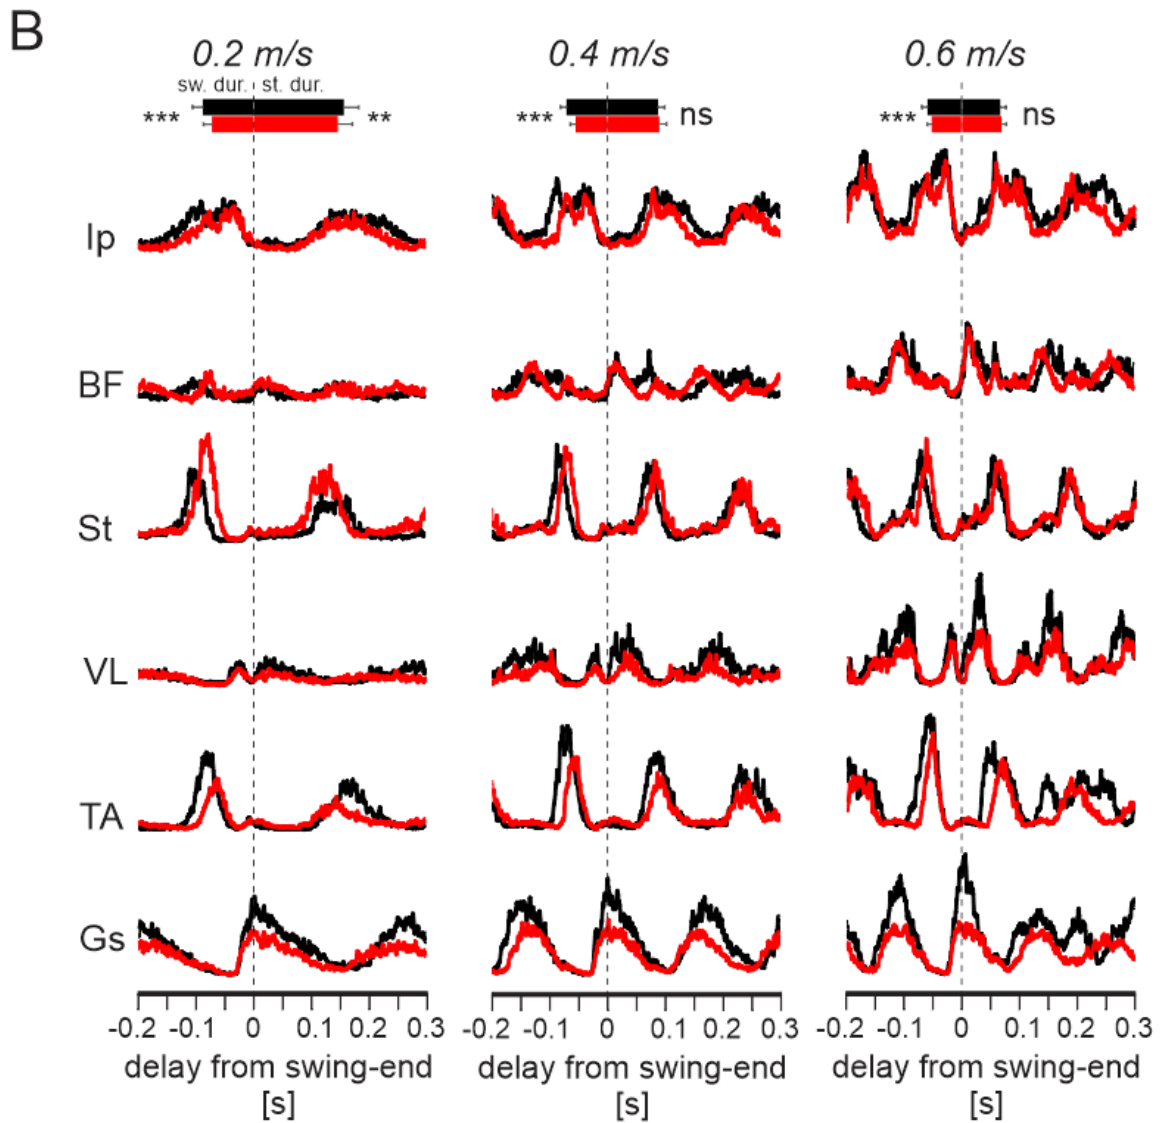 B
0.2 m/s 0.4 m/s 0.6 m/s
sw. dur. st. dur.
*** ** *** ns *** ns
Ip
BF
St
VL
TA
Gs
-0.2 -0.1 0 0.1 0.2 0.3 -0.2 -0.1 0 0.1 0.2 0.3 -0.2 -0.1 0 0.1 0.2 0.3
delay from swing-end delay from swing-end delay from swing-end
[s] [s] [s]